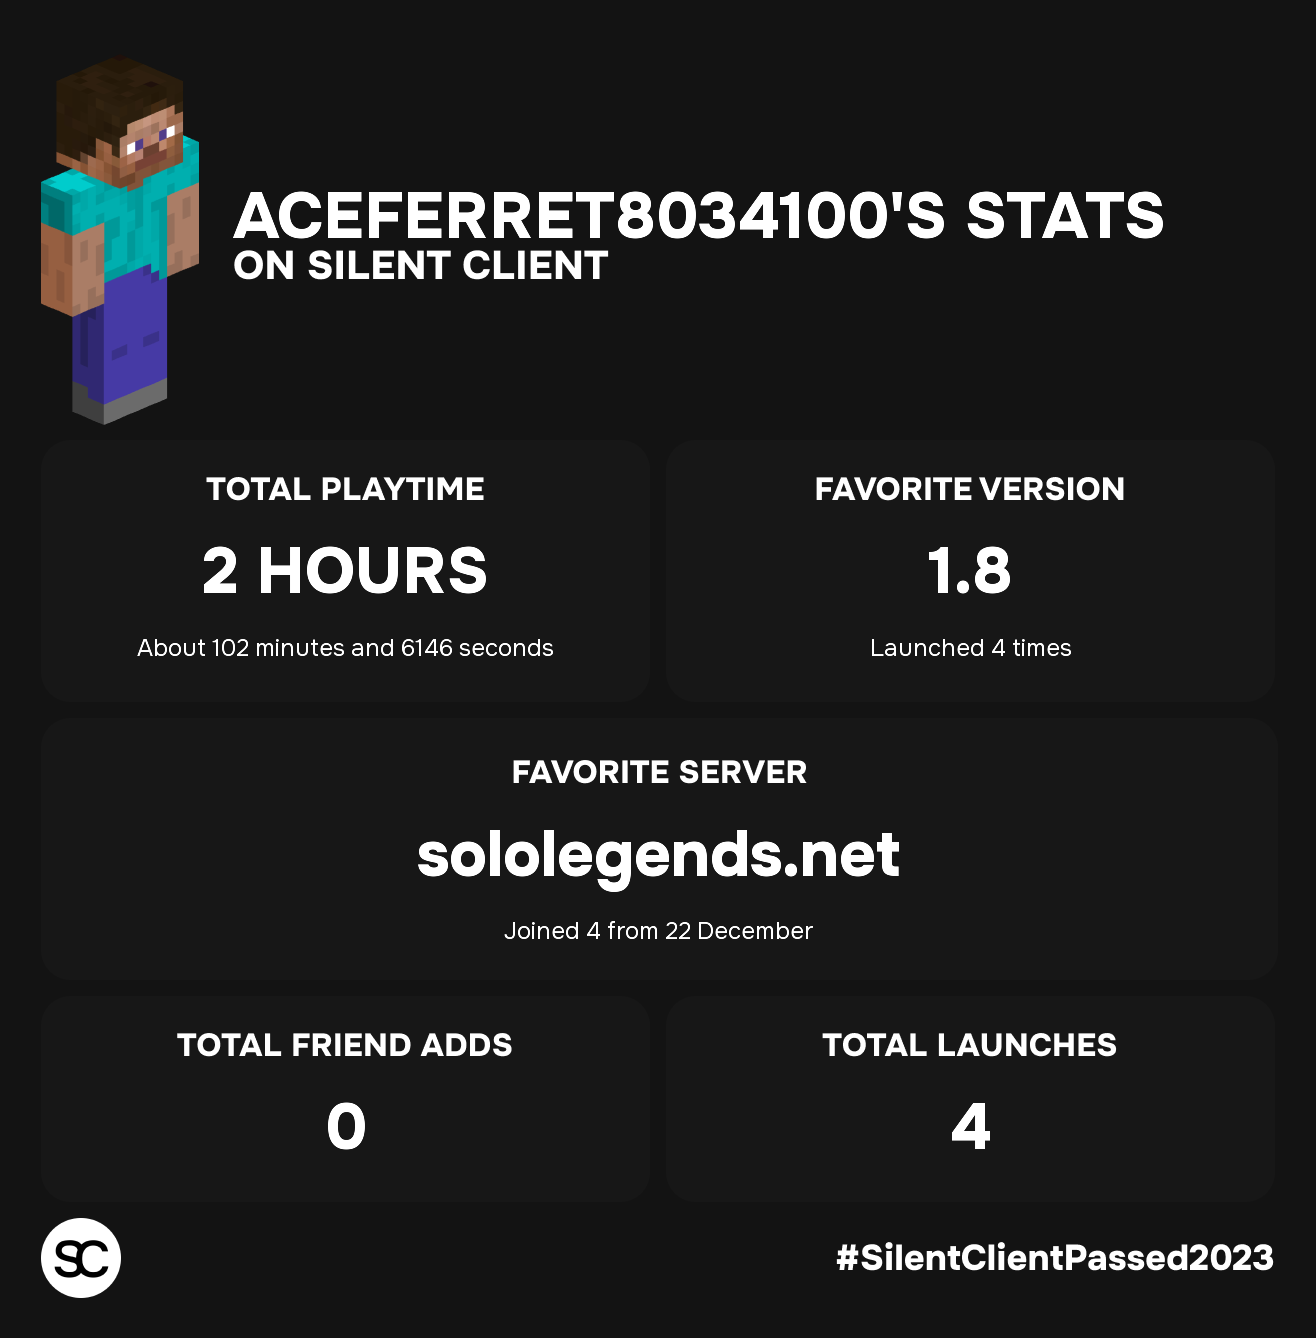 ACEFERRET8034100'S STATS
ON SILENT CLIENT
TOTAL PLAYTIME
2 HOURS
About 102 minutes and 6146 seconds
FAVORITE VERSION
1.8
Launched 4 times
FAVORITE SERVER
sololegends.net
Joined 4 from 22 December
TOTAL FRIEND ADDS
0
TOTAL LAUNCHES
4
SC
#SilentClientPassed2023